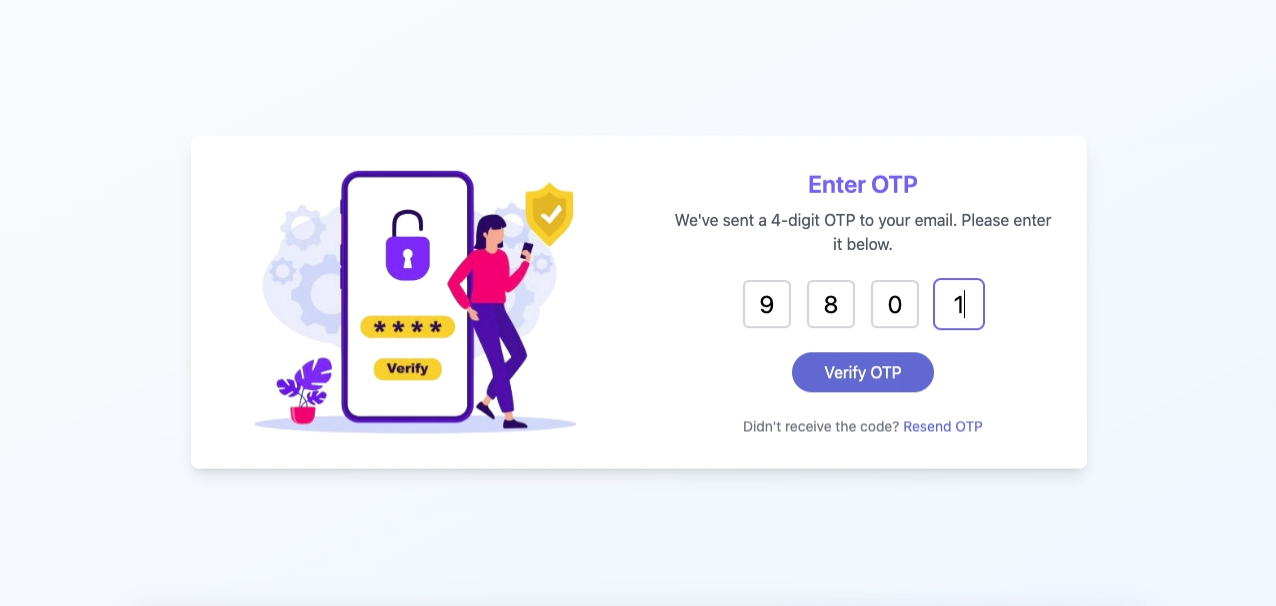 Enter OTP
We've sent a 4-digit OTP to your email. Please enter
it below.
9 8 0 1
* * * *
Verify
Verify OTP
Didn't receive the code? Resend OTP